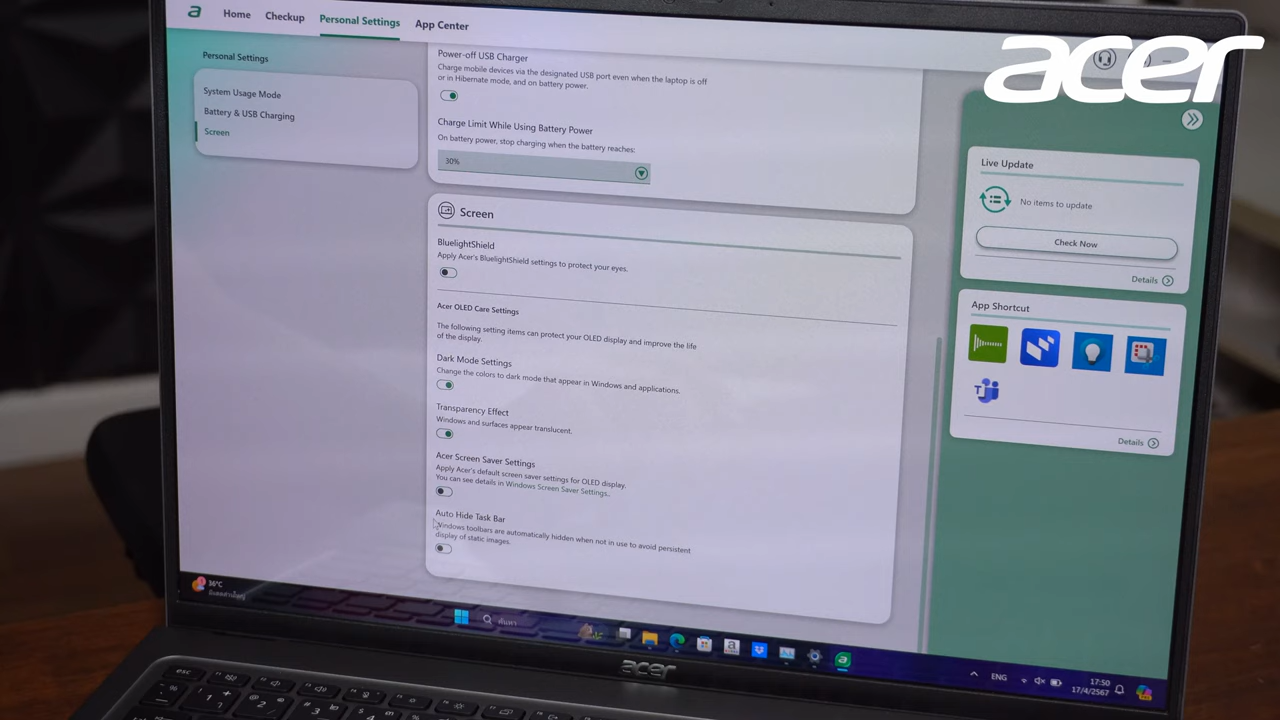 acer
Home
Checkup
Personal Settings
App Center
Personal Settings
System Usage Mode
Battery & USB Charging
Screen
Power-off USB Charger
Charge mobile devices via the designated USB port even when the laptop is off
or in Hibernate mode, and on battery power.
Charge Limit While Using Battery Power
On battery power, stop charging when the battery reaches:
30%
Screen
BluelightShield
Apply Acer's BluelightShield settings to protect your eyes.
Acer OLED Care Settings
The following setting items can protect your OLED display and improve the life
of the display.
Dark Mode Settings
Change the colors to dark mode that appear in Windows and applications.
Transparency Effect
Windows and surfaces appear translucent.
Acer Screen Saver Settings
Apply Acer's default screen saver settings for OLED display.
You can see details in Windows Screen Saver Settings.
Auto Hide Task Bar
Windows toolbars are automatically hidden when not in use to avoid persistent
display of static images.
Live Update
No items to update
Check Now
Details
App Shortcut
Details
36°C
ค้นหา
ENG
17:50
17/4/2567
acer
esc